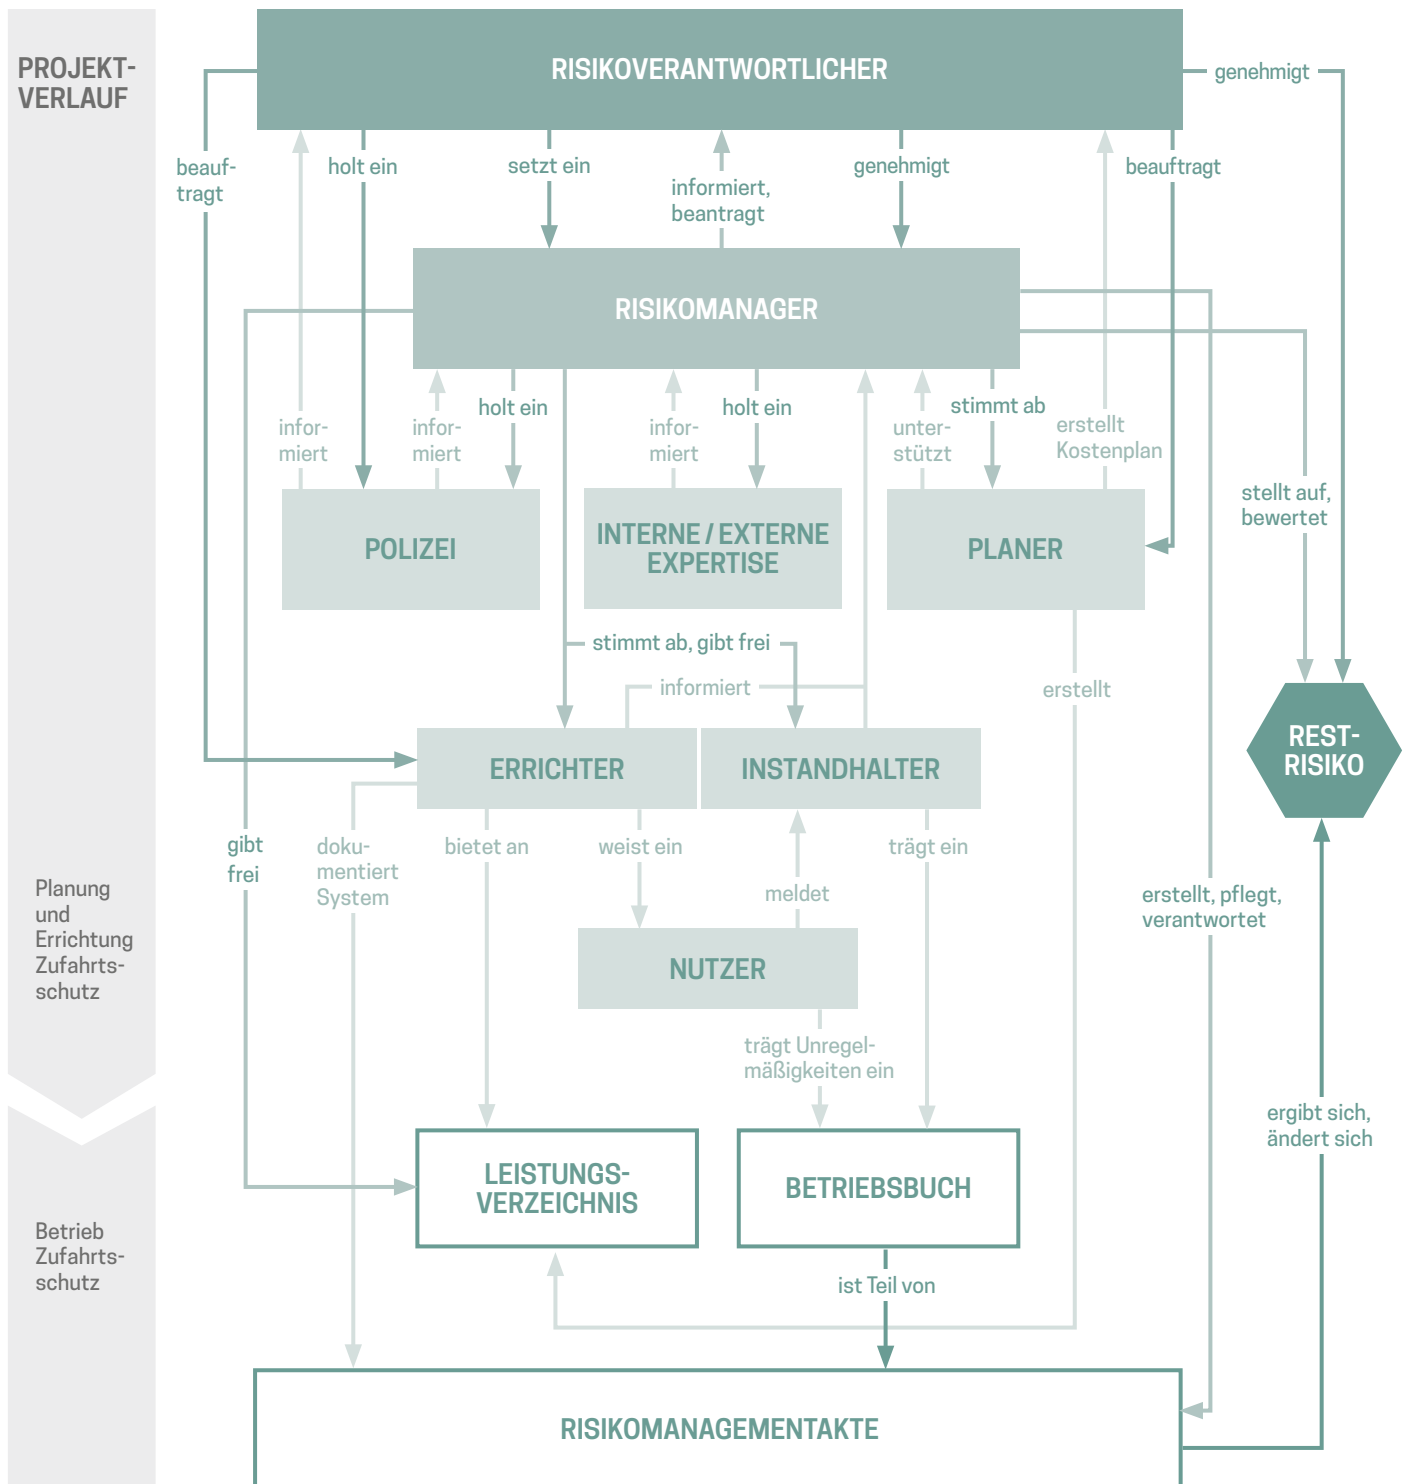 PROJEKT-
VERLAUF
RISIKOVERANTWORTLICHER
genehmigt
beauf-
tragt
holt ein
setzt ein
informiert,
beantragt
genehmigt
beauftragt
RISIKOMANAGER
infor-
miert
infor-
miert
holt ein
infor-
miert
holt ein
unter-
stützt
stimmt ab
erstellt
Kostenplan
stellt auf,
bewertet
POLIZEI
INTERNE / EXTERNE
EXPERTISE
PLANER
stimmt ab, gibt frei
informiert
erstellt
REST-
RISIKO
ERRICHTER
INSTANDHALTER
gibt
frei
doku-
mentiert
System
bietet an
weist ein
meldet
trägt ein
erstellt, pflegt,
verantwortet
Planung
und
Errichtung
Zufahrts-
schutz
NUTZER
trägt Unregel-
mäßigkeiten ein
ergibt sich,
ändert sich
LEISTUNGS-
VERZEICHNIS
BETRIEBSBUCH
Betrieb
Zufahrts-
schutz
ist Teil von
RISIKOMANAGEMENTAKTE